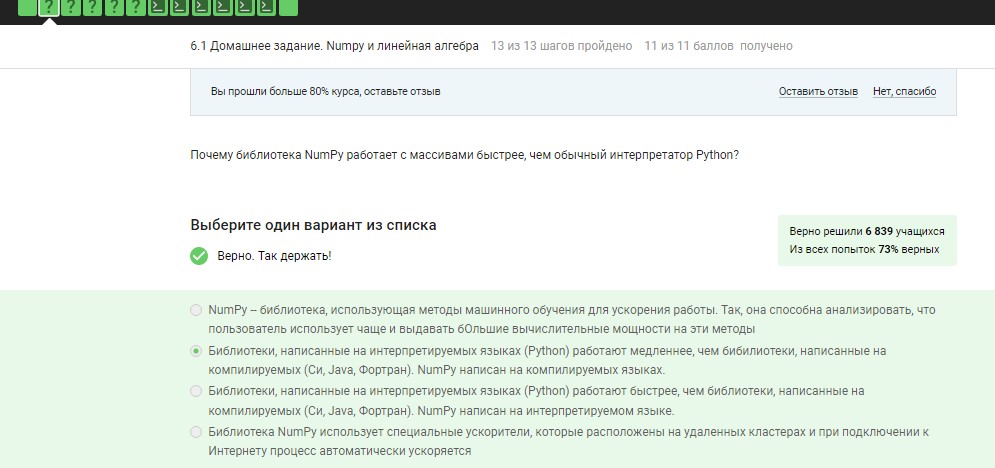 ? ? ? ? ?
6.1 Домашнее задание. Numpy и линейная алгебра 13 из 13 шагов пройдено 11 из 11 баллов получено
Вы прошли больше 80% курса, оставьте отзыв Оставить отзыв Нет, спасибо
Почему библиотека NumPy работает с массивами быстрее, чем обычный интерпретатор Python?
Выберите один вариант из списка
Верно решили 6 839 учащихся
Из всех попыток 73% верных
Верно. Так держать!
NumPy – библиотека, использующая методы машинного обучения для ускорения работы. Так, она способна анализировать, что
пользователь использует чаще и выдавать бОльшие вычислительные мощности на эти методы
Библиотеки, написанные на интерпретируемых языках (Python) работают медленнее, чем бибилиотеки, написанные на
компилируемых (Си, Java, Фортран). NumPy написан на компилируемых языках.
Библиотеки, написанные на интерпретируемых языках (Python) работают быстрее, чем библиотеки, написанные на
компилируемых (Си, Java, Фортран). NumPy написан на интерпретируемом языке.
Библиотека NumPy использует специальные ускорители, которые расположены на удаленных кластерах и при подключении к
Интернету процесс автоматически ускоряется